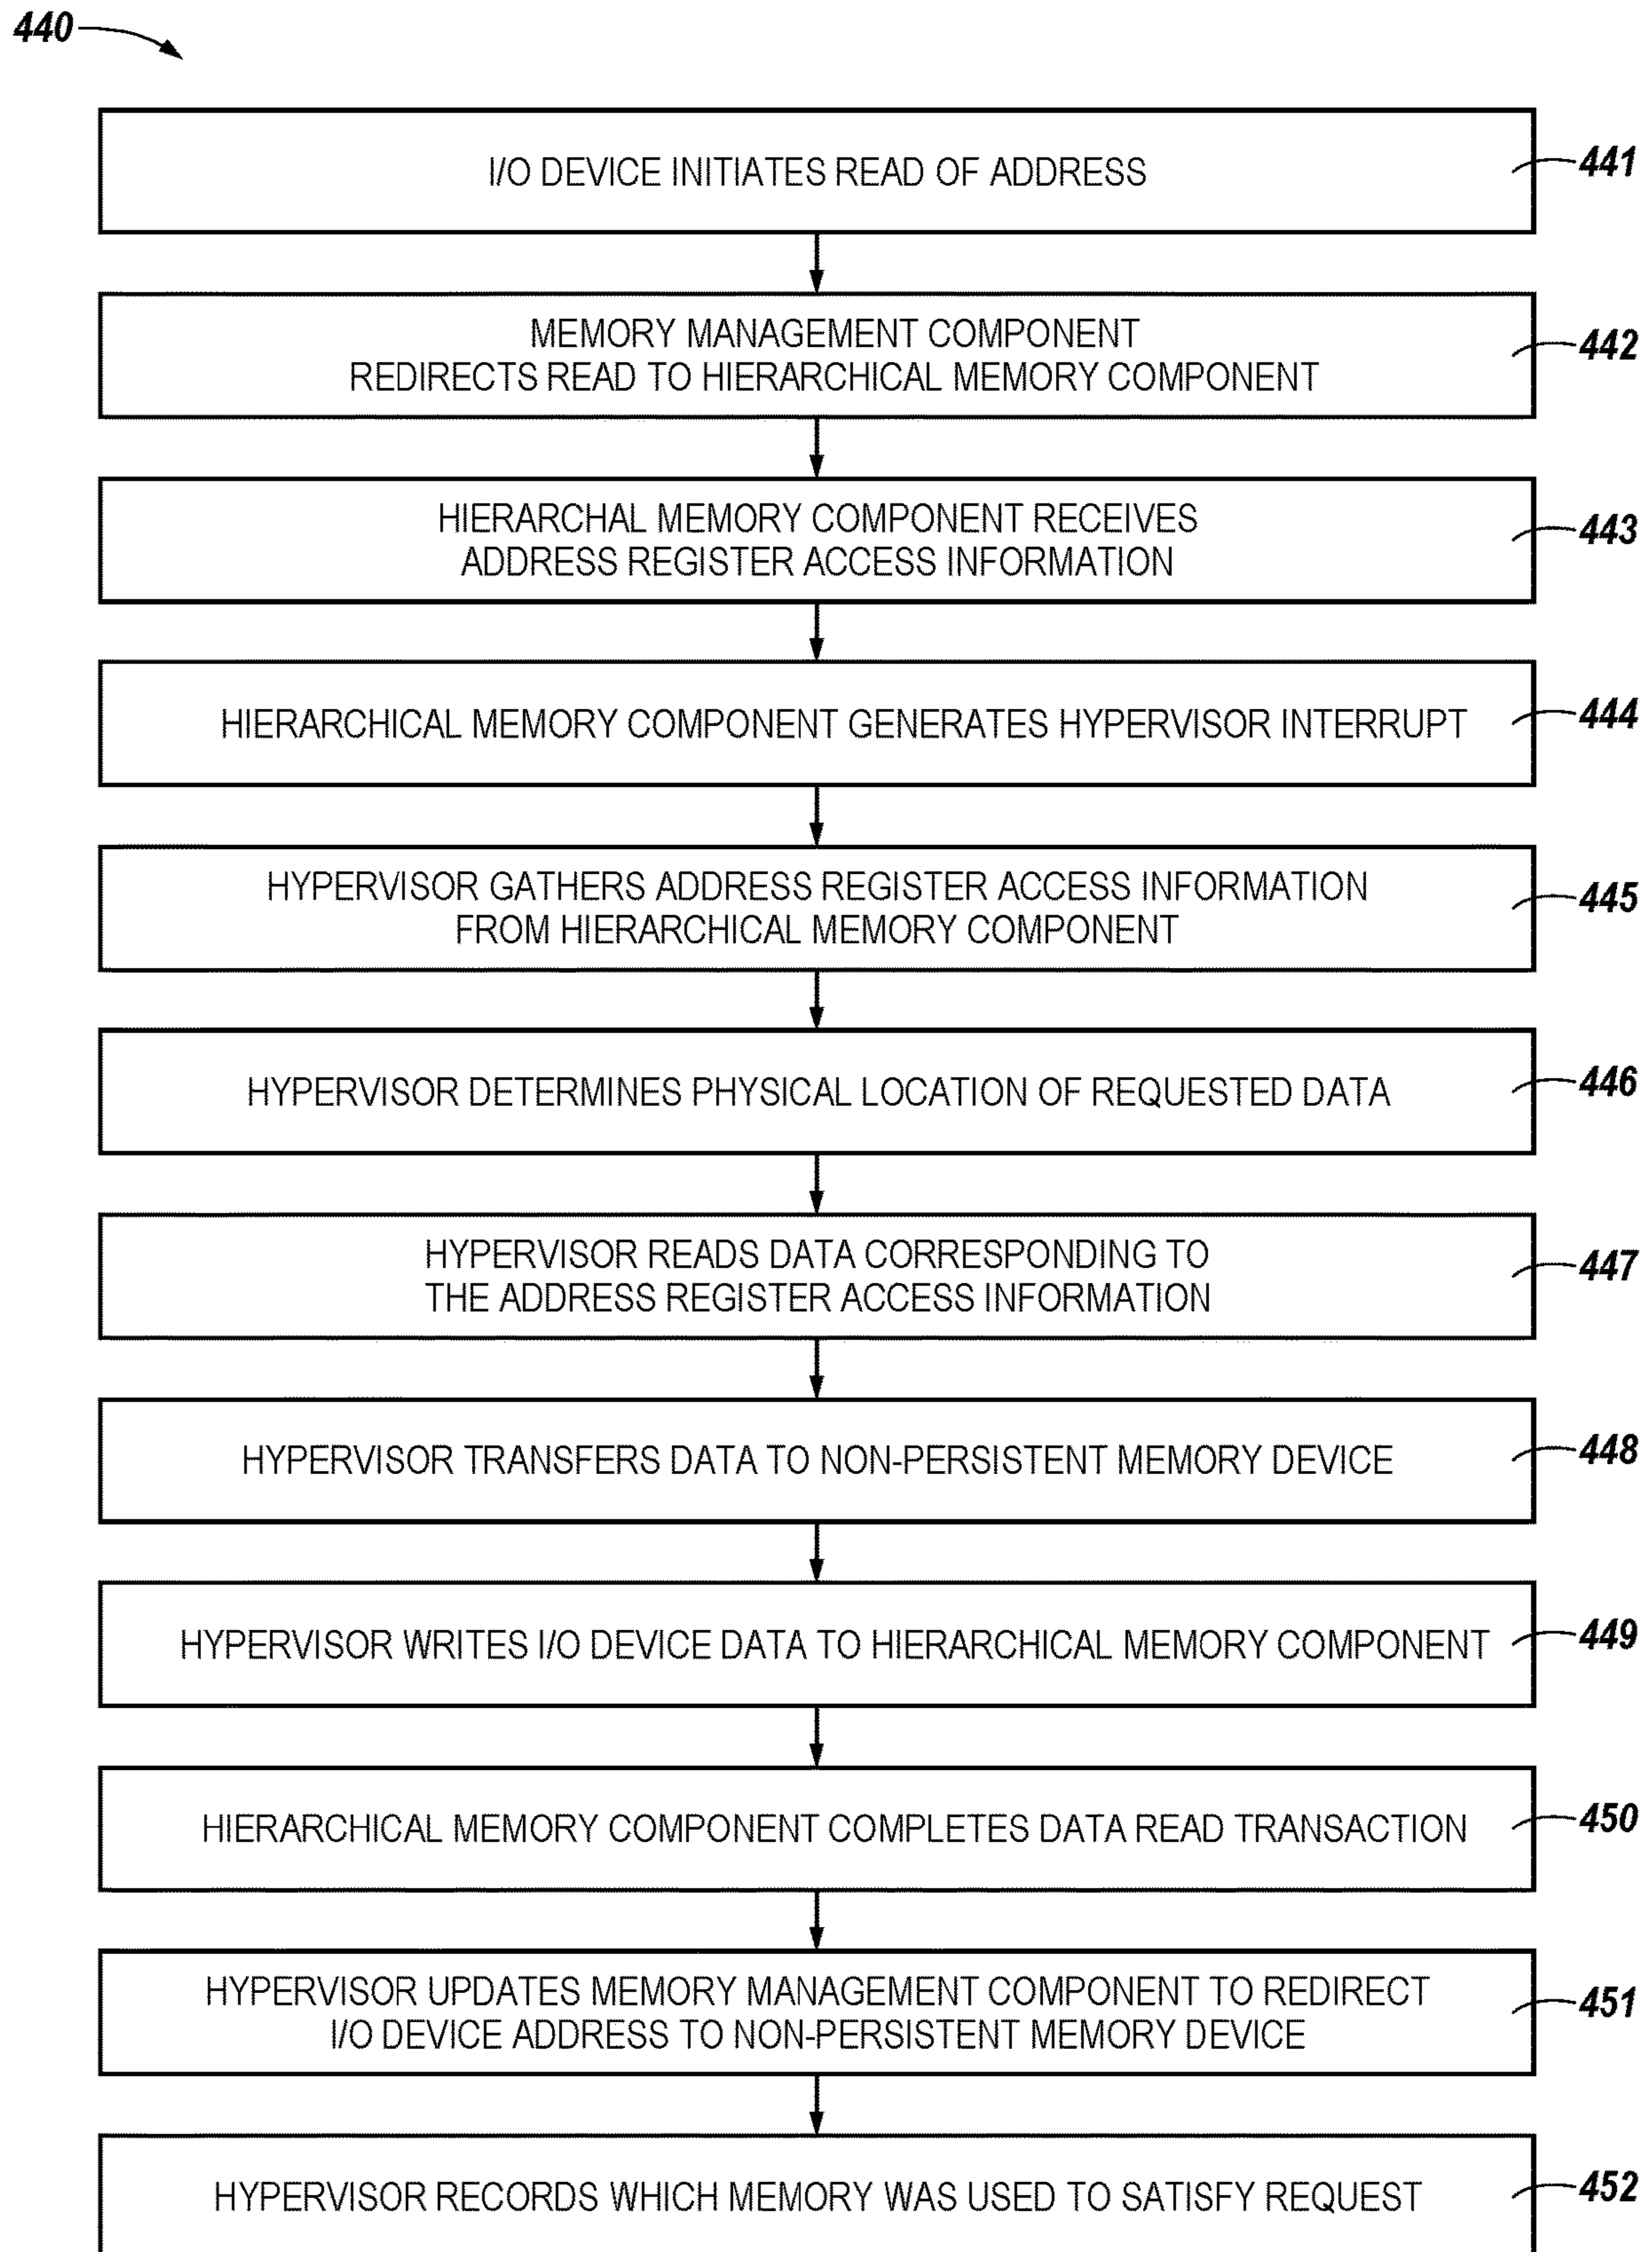 440
I/O DEVICE INITIATES READ OF ADDRESS
441
MEMORY MANAGEMENT COMPONENT
REDIRECTS READ TO HIERARCHICAL MEMORY COMPONENT
442
HIERARCHAL MEMORY COMPONENT RECEIVES
ADDRESS REGISTER ACCESS INFORMATION
443
HIERARCHICAL MEMORY COMPONENT GENERATES HYPERVISOR INTERRUPT
444
HYPERVISOR GATHERS ADDRESS REGISTER ACCESS INFORMATION
FROM HIERARCHICAL MEMORY COMPONENT
445
HYPERVISOR DETERMINES PHYSICAL LOCATION OF REQUESTED DATA
446
HYPERVISOR READS DATA CORRESPONDING TO
THE ADDRESS REGISTER ACCESS INFORMATION
447
HYPERVISOR TRANSFERS DATA TO NON-PERSISTENT MEMORY DEVICE
448
HYPERVISOR WRITES I/O DEVICE DATA TO HIERARCHICAL MEMORY COMPONENT
449
HIERARCHICAL MEMORY COMPONENT COMPLETES DATA READ TRANSACTION
450
HYPERVISOR UPDATES MEMORY MANAGEMENT COMPONENT TO REDIRECT
I/O DEVICE ADDRESS TO NON-PERSISTENT MEMORY DEVICE
451
HYPERVISOR RECORDS WHICH MEMORY WAS USED TO SATISFY REQUEST
452